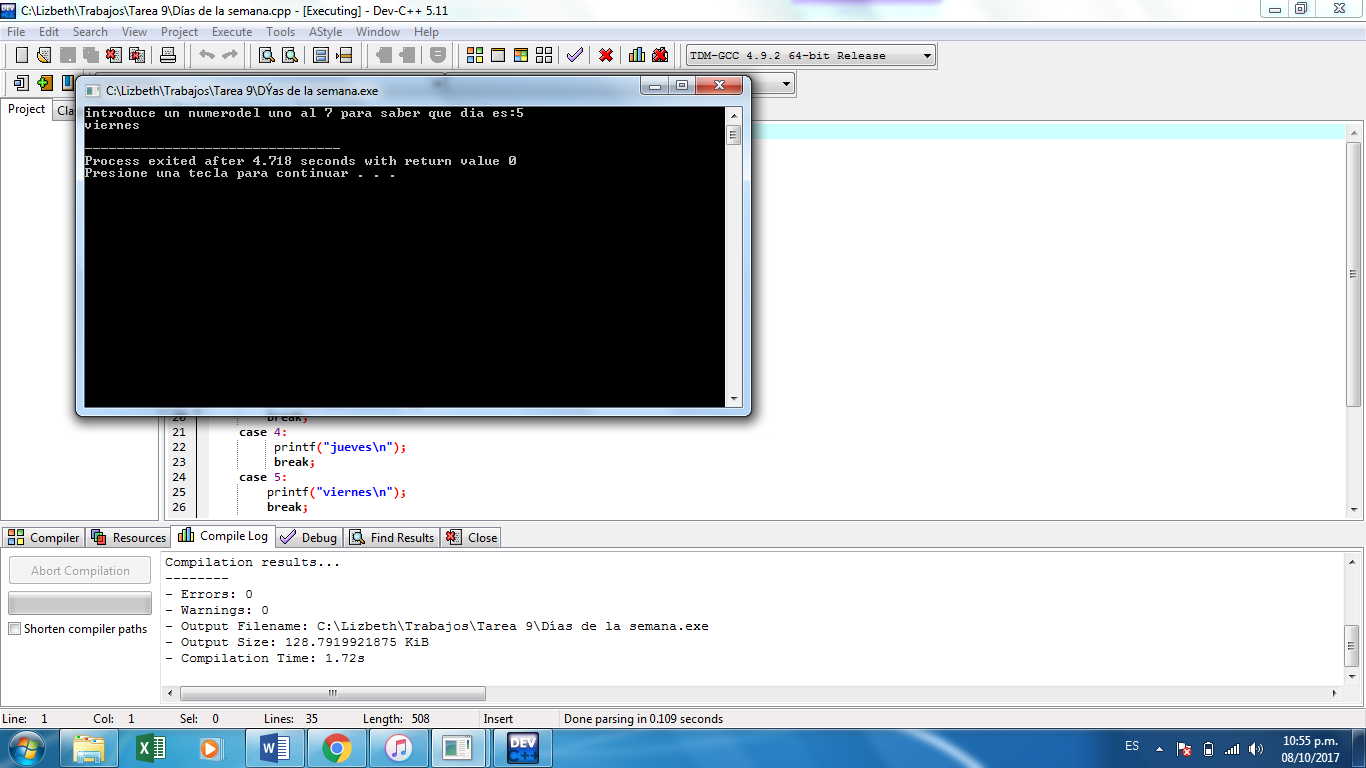 C:\Lizbeth\Trabajos\Tarea 9\Días de la semana.cpp - [Executing] - Dev-C++ 5.11
File Edit Search View Project Execute Tools AStyle Window Help
TDM-GCC 4.9.2 64-bit Release
C:\Lizbeth\Trabajos\Tarea 9\DÝas de la semana.exe
Project Cla
introduce un numerodel uno al 7 para saber que dia es:5
viernes
--------------------------------
Process exited after 4.718 seconds with return value 0
Presione una tecla para continuar . . .
20 break;
21 case 4:
22 printf("jueves\n");
23 break;
24 case 5:
25 printf("viernes\n");
26 break;
Compiler Resources Compile Log Debug Find Results Close
Abort Compilation
Shorten compiler paths
Compilation results...
--------
- Errors: 0
- Warnings: 0
- Output Filename: C:\Lizbeth\Trabajos\Tarea 9\Días de la semana.exe
- Output Size: 128.7919921875 KiB
- Compilation Time: 1.72s
Line: 1 Col: 1 Sel: 0 Lines: 35 Length: 508 Insert Done parsing in 0.109 seconds
DEV C++
ES
10:55 p.m.
08/10/2017